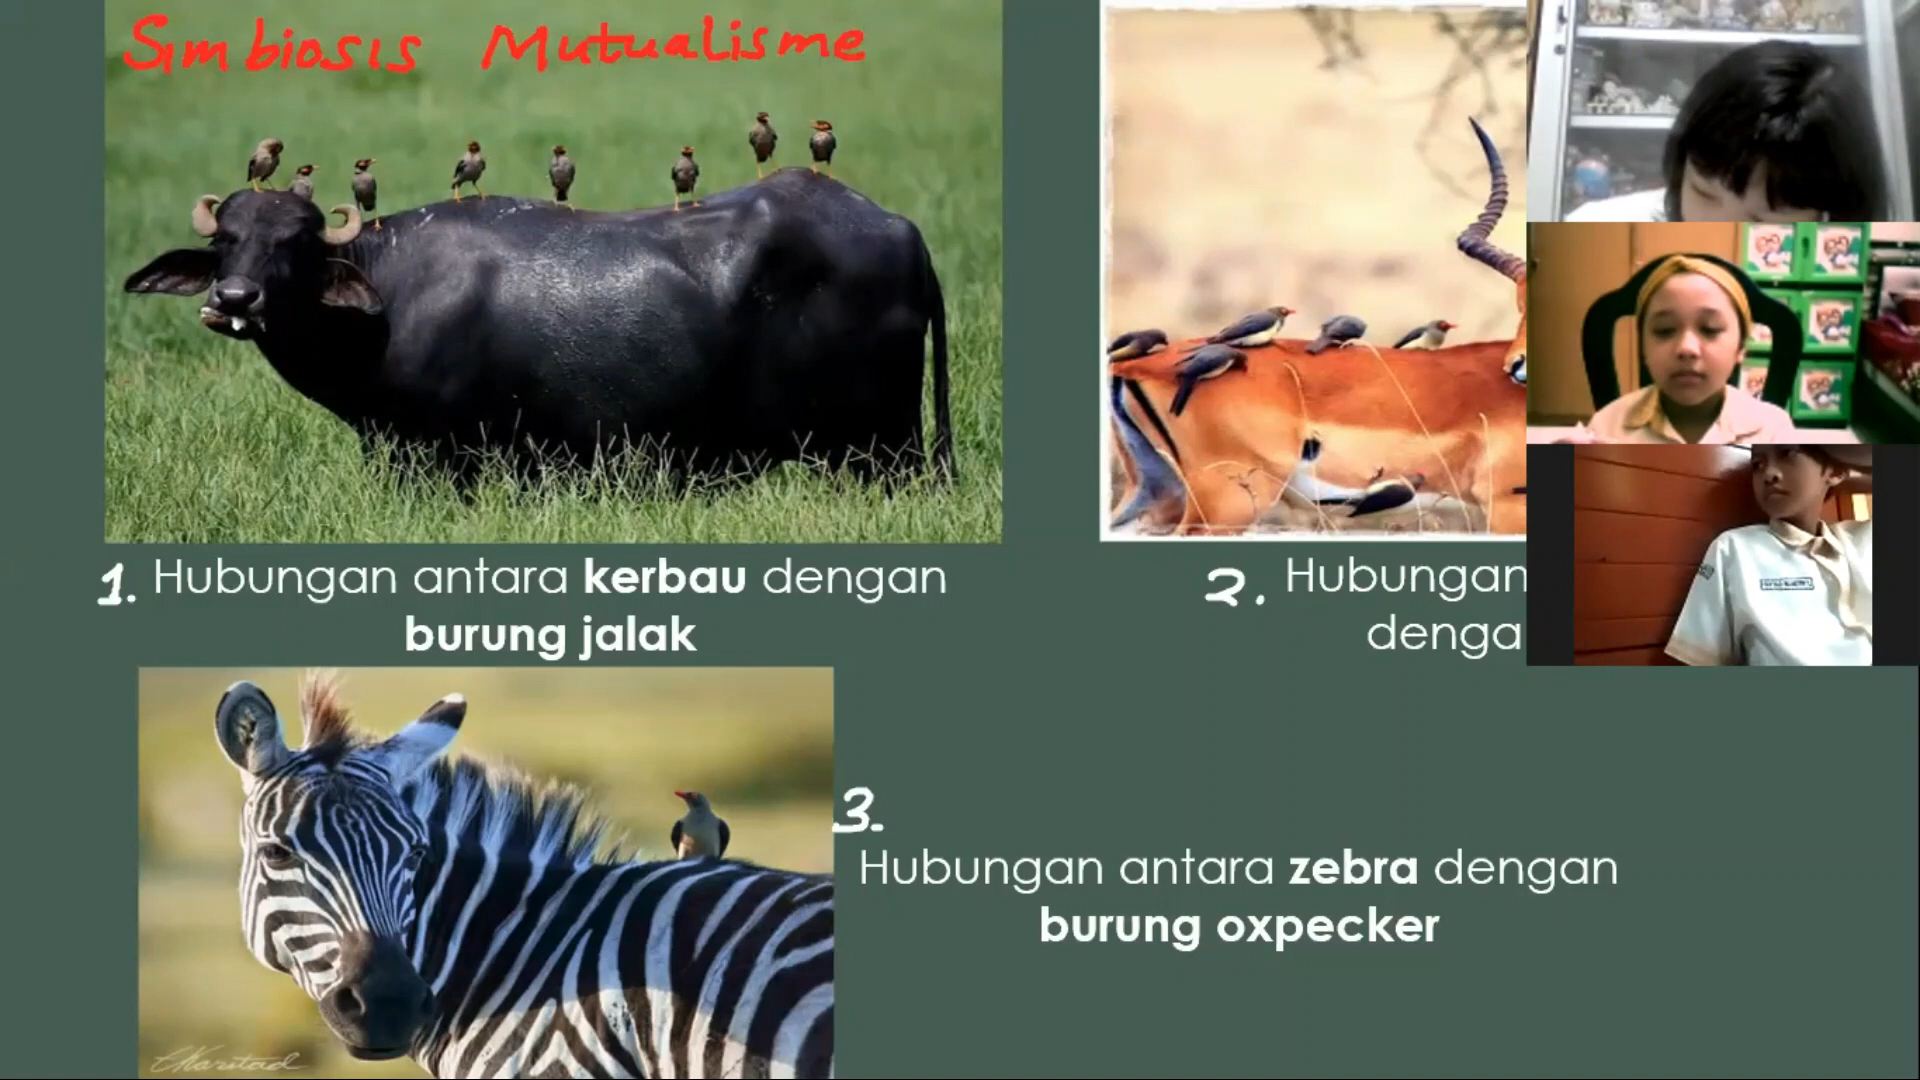 Simbiosis Mutualisme
1. Hubungan antara kerbau dengan
burung jalak
2. Hubungan
denga
3.
Hubungan antara zebra dengan
burung oxpecker